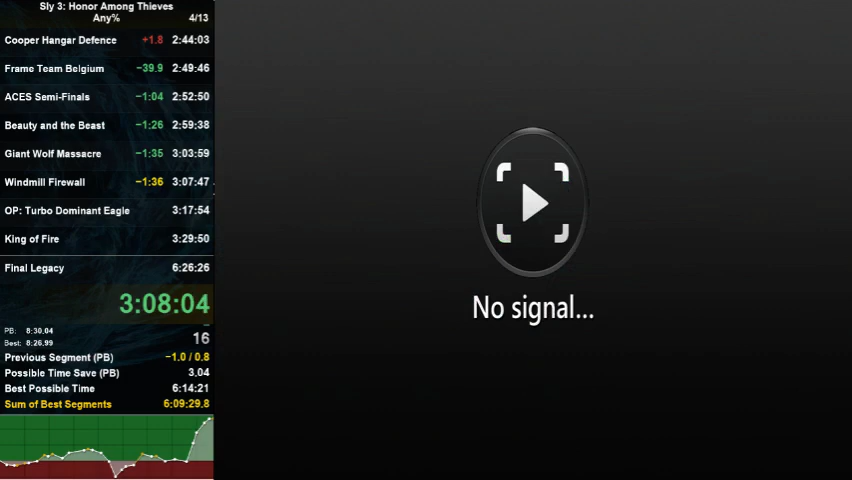 Sly 3: Honor Among Thieves
Any% 4/13
Cooper Hangar Defence +1.8 2:44:03
Frame Team Belgium −39.9 2:49:46
ACES Semi-Finals −1:04 2:52:50
Beauty and the Beast −1:26 2:59:38
Giant Wolf Massacre −1:35 3:03:59
Windmill Firewall −1:36 3:07:47
OP: Turbo Dominant Eagle 3:17:54
King of Fire 3:29:50
Final Legacy 6:26:26
3:08:04
PB: 8:30.04
Best: 8:26.99
16
Previous Segment (PB) −1.0 / 0.8
Possible Time Save (PB) 3.04
Best Possible Time 6:14:21
Sum of Best Segments 6:09:29.8
No signal...